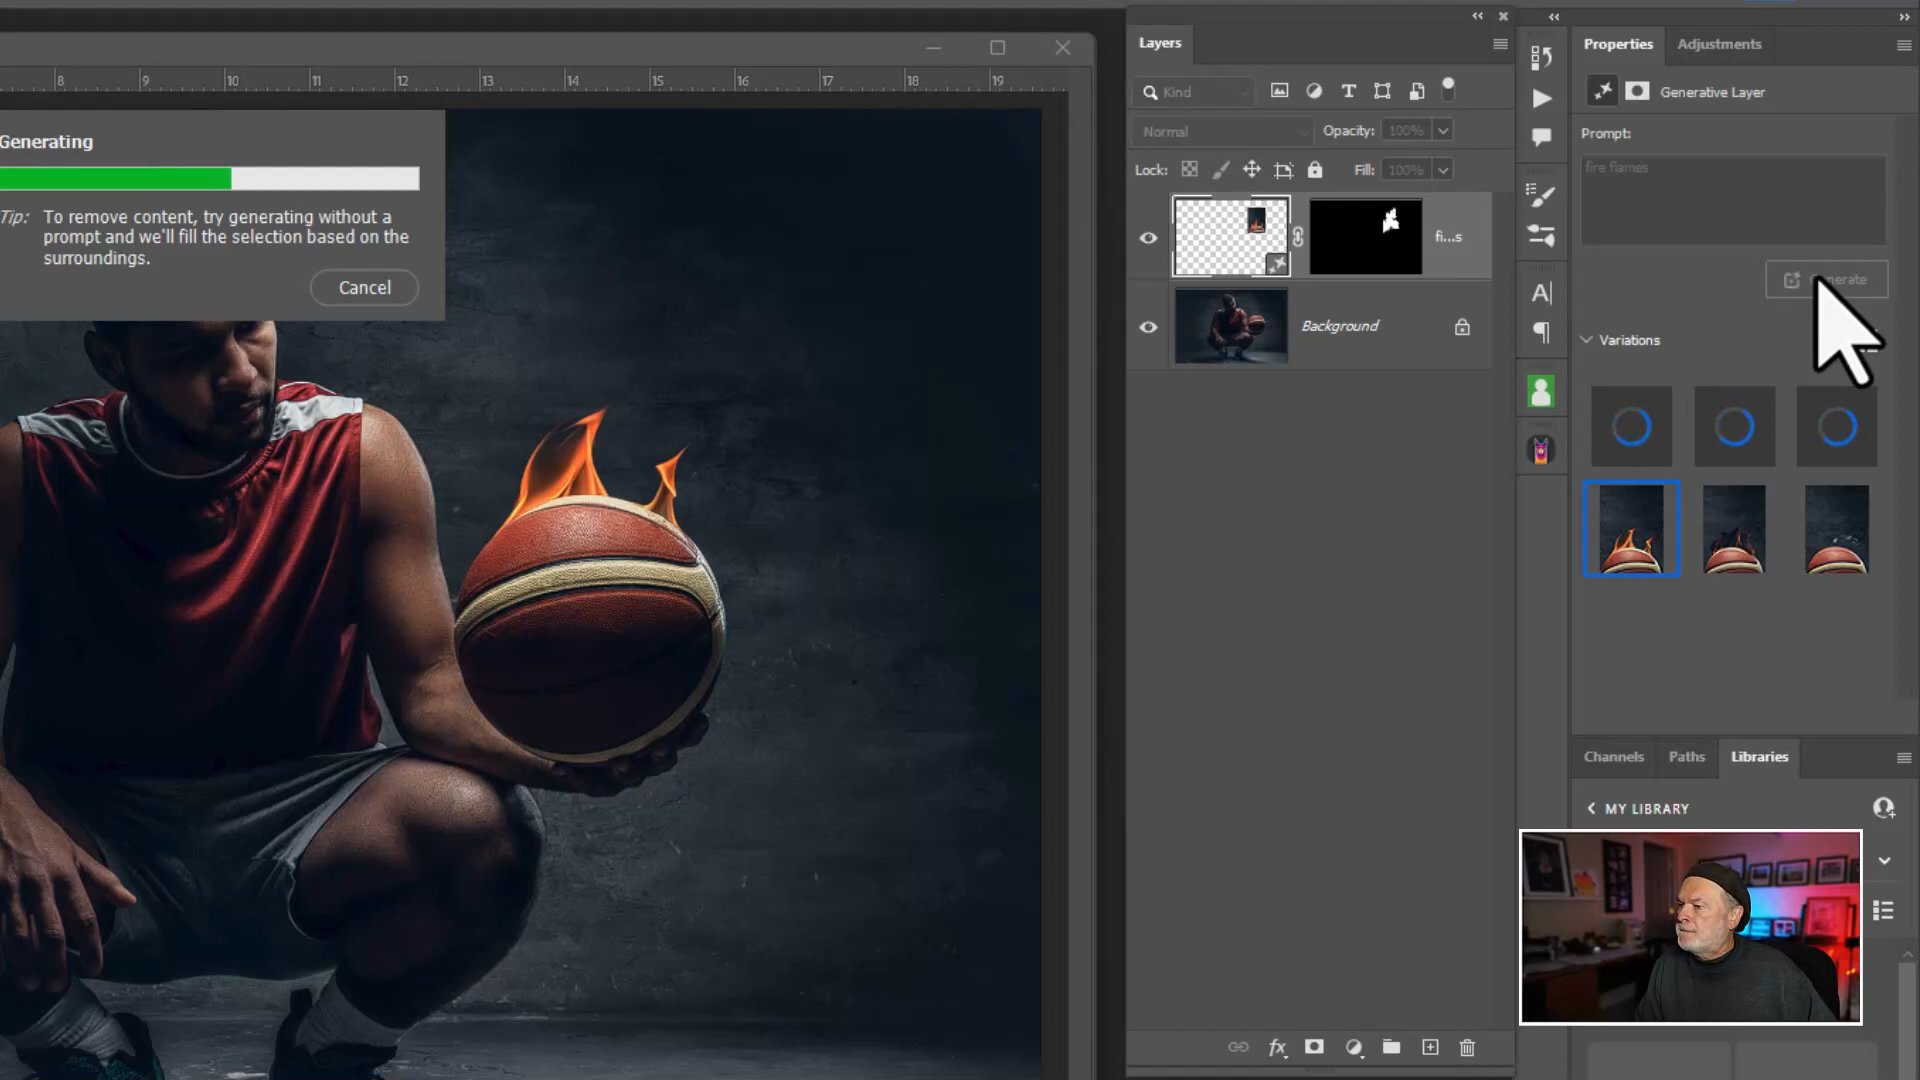 Layers
Properties
Adjustments
Kind
Generative Layer
8
9
10
11
12
13
14
15
16
17
18
19
Normal
Opacity: 100%
Prompt:
fire flames
Generating
Lock:
Fill: 100%
Tip: To remove content, try generating without a
prompt and we'll fill the selection based on the
surroundings.
Cancel
fi...s
Background
Variations
Channels
Paths
Libraries
MY LIBRARY